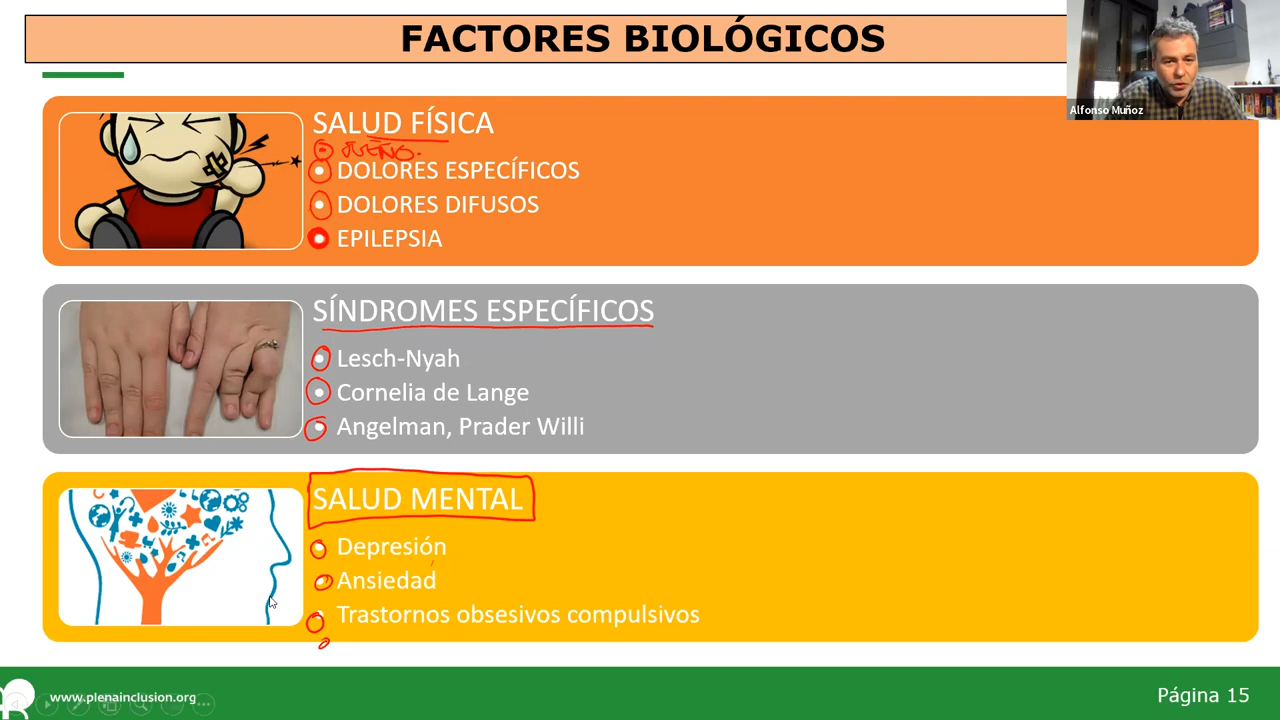 FACTORES BIOLÓGICOS
Alfonso Muñoz
SALUD FÍSICA
SUEÑO.
DOLORES ESPECÍFICOS
DOLORES DIFUSOS
EPILEPSIA
SÍNDROMES ESPECÍFICOS
Lesch-Nyah
Cornelia de Lange
Angelman, Prader Willi
SALUD MENTAL
Depresión
Ansiedad
Trastornos obsesivos compulsivos
www.plenainclusion.org
Página 15